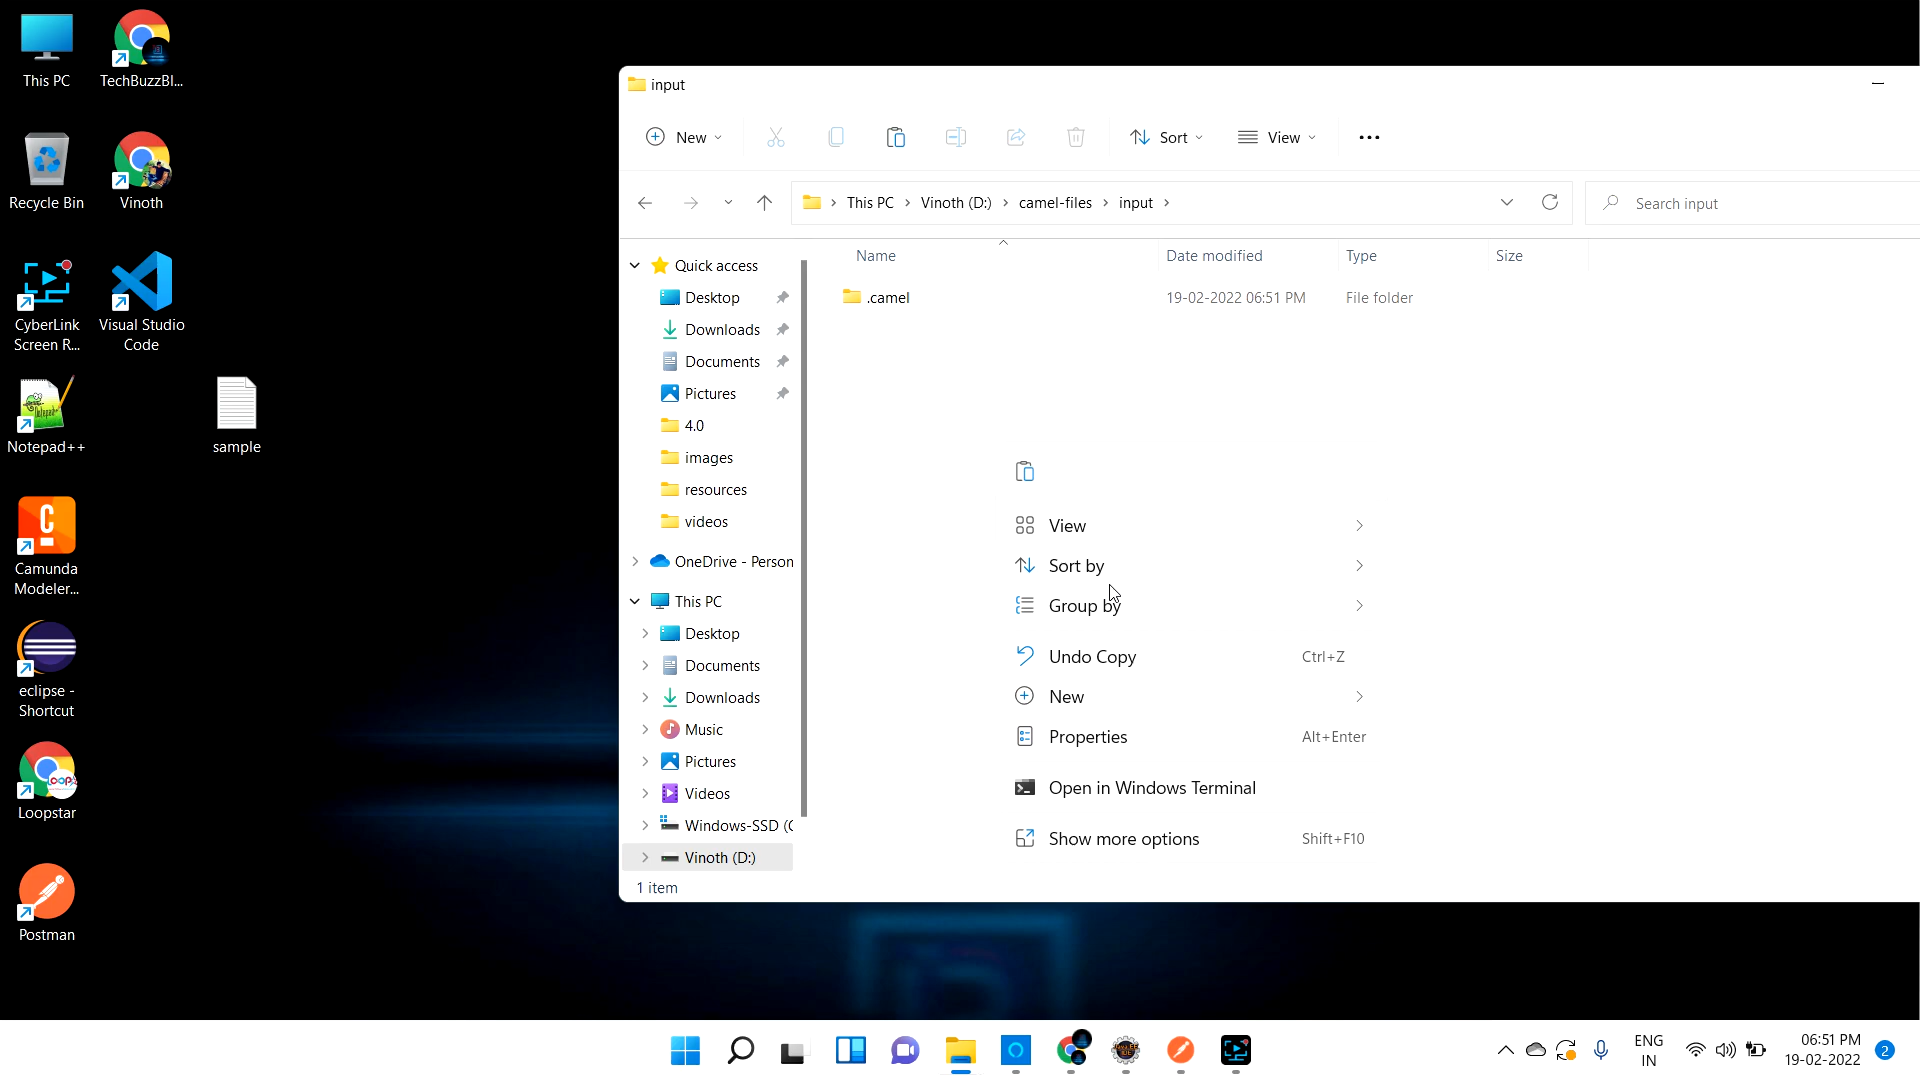 This PC
TechBuzzBl...
Recycle Bin
Vinoth
CyberLink
Screen R...
Visual Studio
Code
Notepad++
sample
Camunda
Modeler...
eclipse -
Shortcut
Loopstar
Postman
input
New
Sort
View
This PC
Vinoth (D:)
camel-files
input
Search input
Name
Date modified
Type
Size
.camel
19-02-2022 06:51 PM
File folder
Quick access
Desktop
Downloads
Documents
Pictures
4.0
images
resources
videos
OneDrive - Person
This PC
Desktop
Documents
Downloads
Music
Pictures
Videos
Windows-SSD (C
Vinoth (D:)
1 item
View
Sort by
Group by
Undo Copy Ctrl+Z
New
Properties Alt+Enter
Open in Windows Terminal
Show more options Shift+F10
ENG
IN
06:51 PM
19-02-2022
2